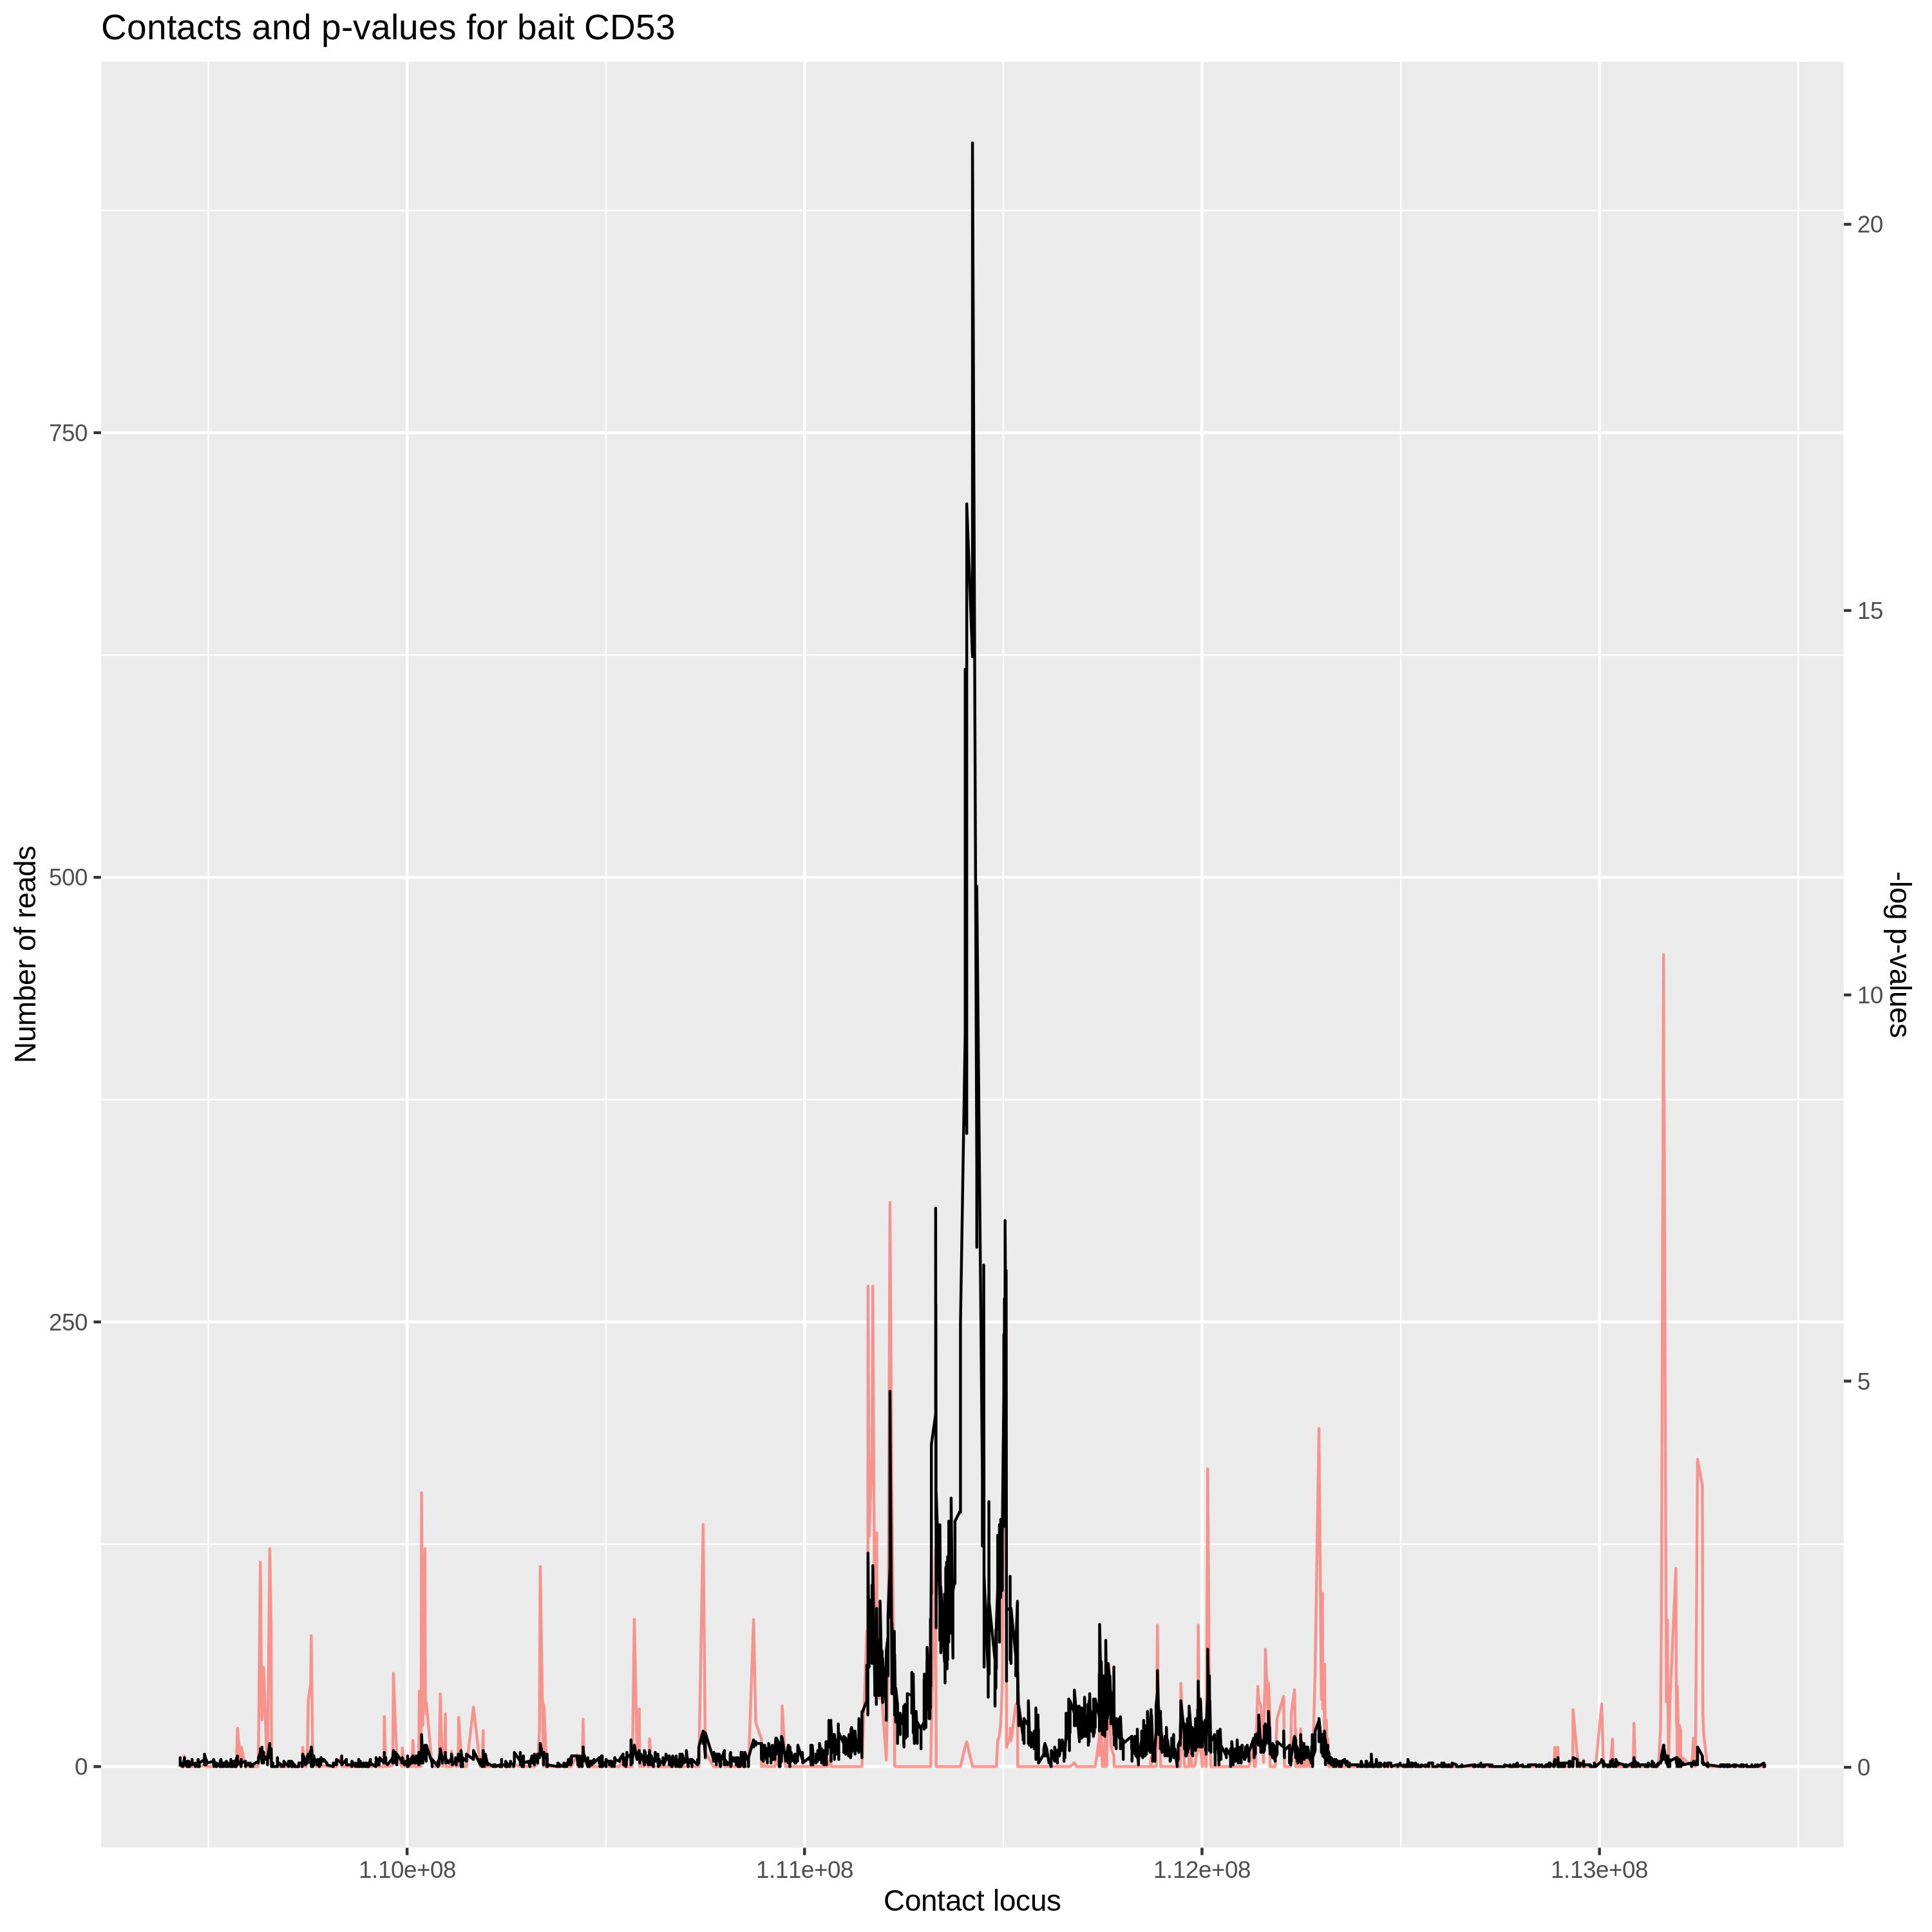 Contacts and p-values for bait CD53
Number of reads
750
500
250
0
20
15
10
5
0
-log p-values
1.10e+08
1.11e+08
1.12e+08
1.13e+08
Contact locus